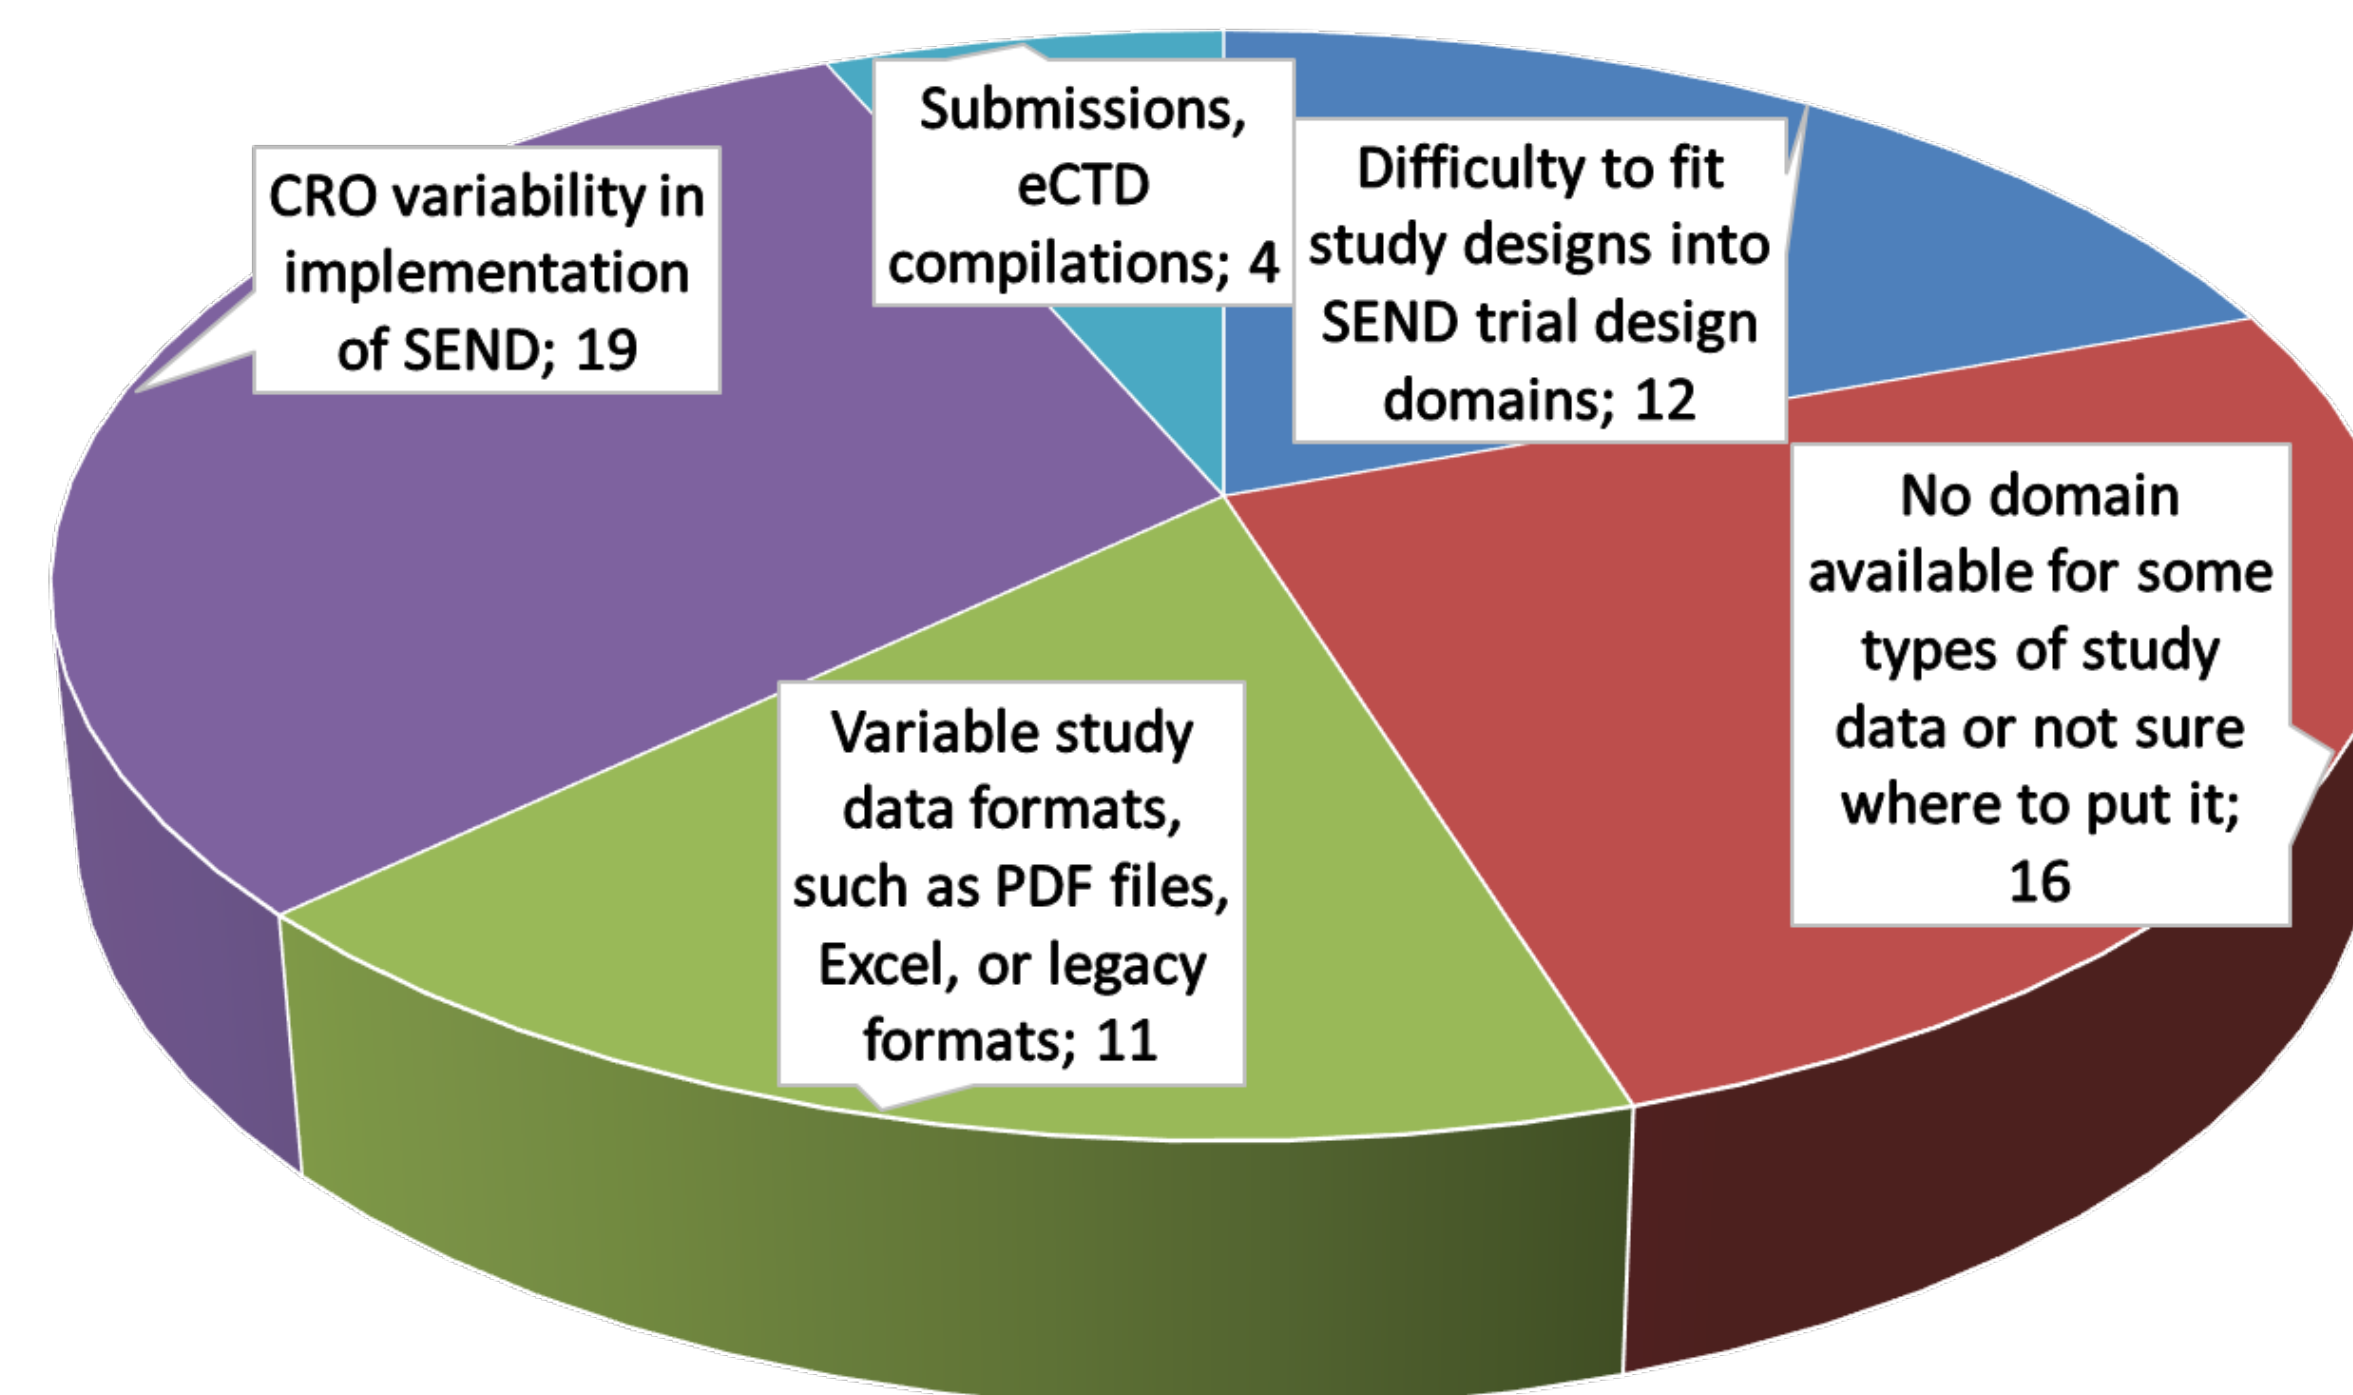 Submissions,
eCTD
compilations; 4
Difficulty to fit
study designs into
SEND trial design
domains; 12
CRO variability in
implementation
of SEND; 19
No domain
available for some
types of study
data or not sure
where to put it;
16
Variable study
data formats,
such as PDF files,
Excel, or legacy
formats; 11